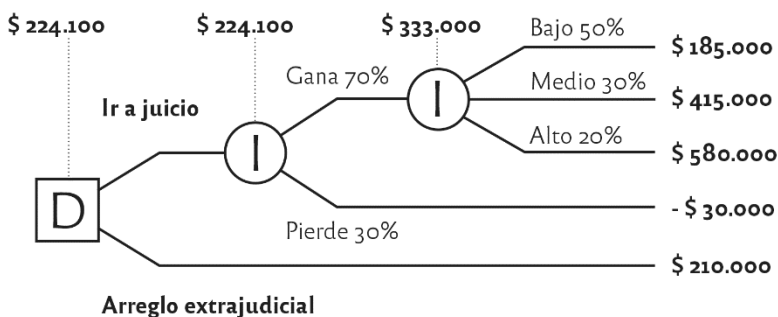 $ 224.100 $ 224.100 $ 333.000 Bajo 50% $ 185.000
Gana 70% I Medio 30% $ 415.000
Ir a juicio
I Alto 20% $ 580.000
D - $ 30.000
Pierde 30%
$ 210.000
Arreglo extrajudicial